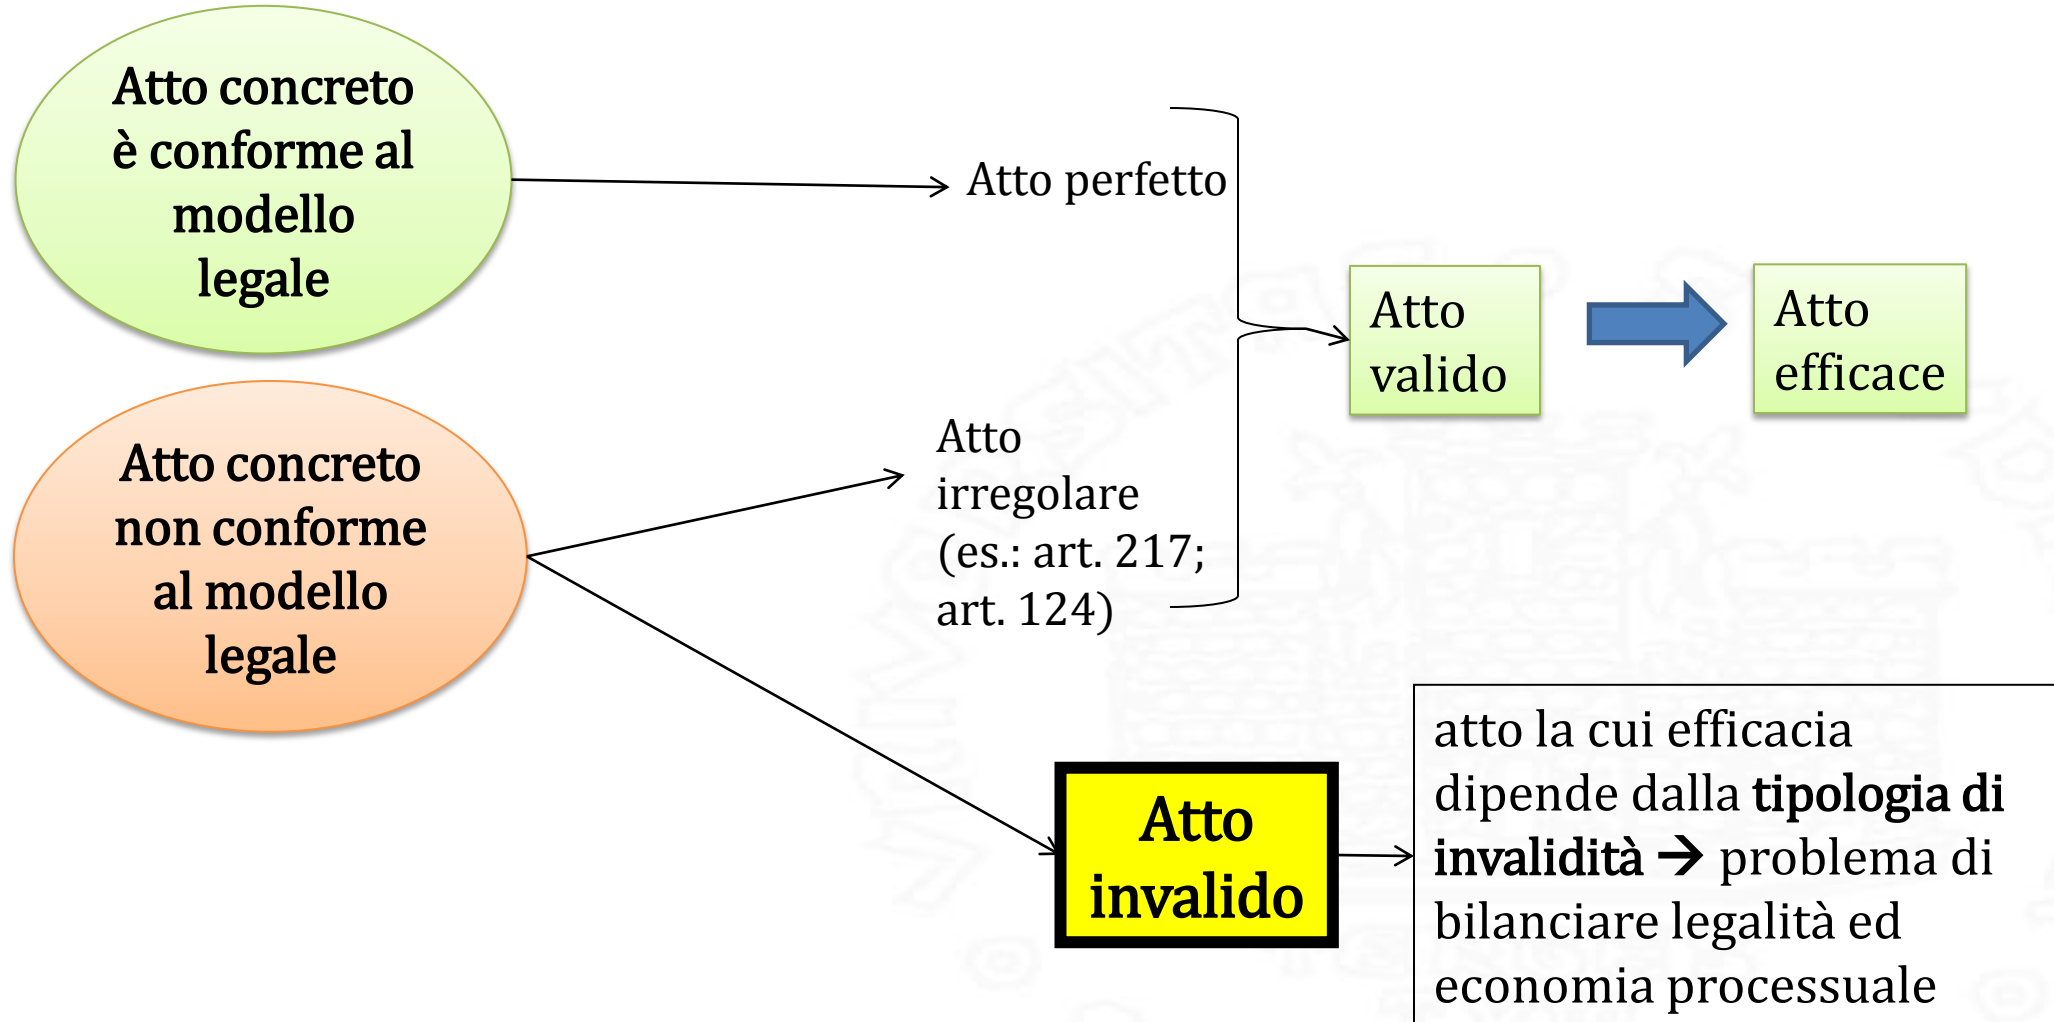 Atto concreto
è conforme al
modello
legale
Atto perfetto
Atto
valido
Atto
efficace
Atto concreto
non conforme
al modello
legale
Atto
irregolare
(es.: art. 217;
art. 124)
Atto
invalido
atto la cui efficacia
dipende dalla tipologia di
invalidità → problema di
bilanciare legalità ed
economia processuale